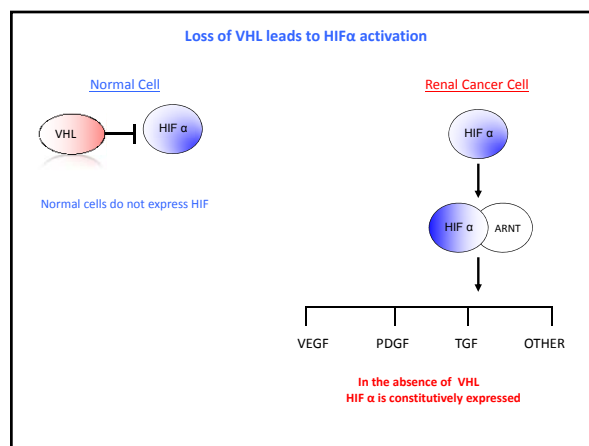 Loss of VHL leads to HIFα activation
Normal Cell
VHL
HIF α
Normal cells do not express HIF
Renal Cancer Cell
HIF α
HIF α
ARNT
VEGF PDGF TGF OTHER
In the absence of VHL
HIF α is constitutively expressed